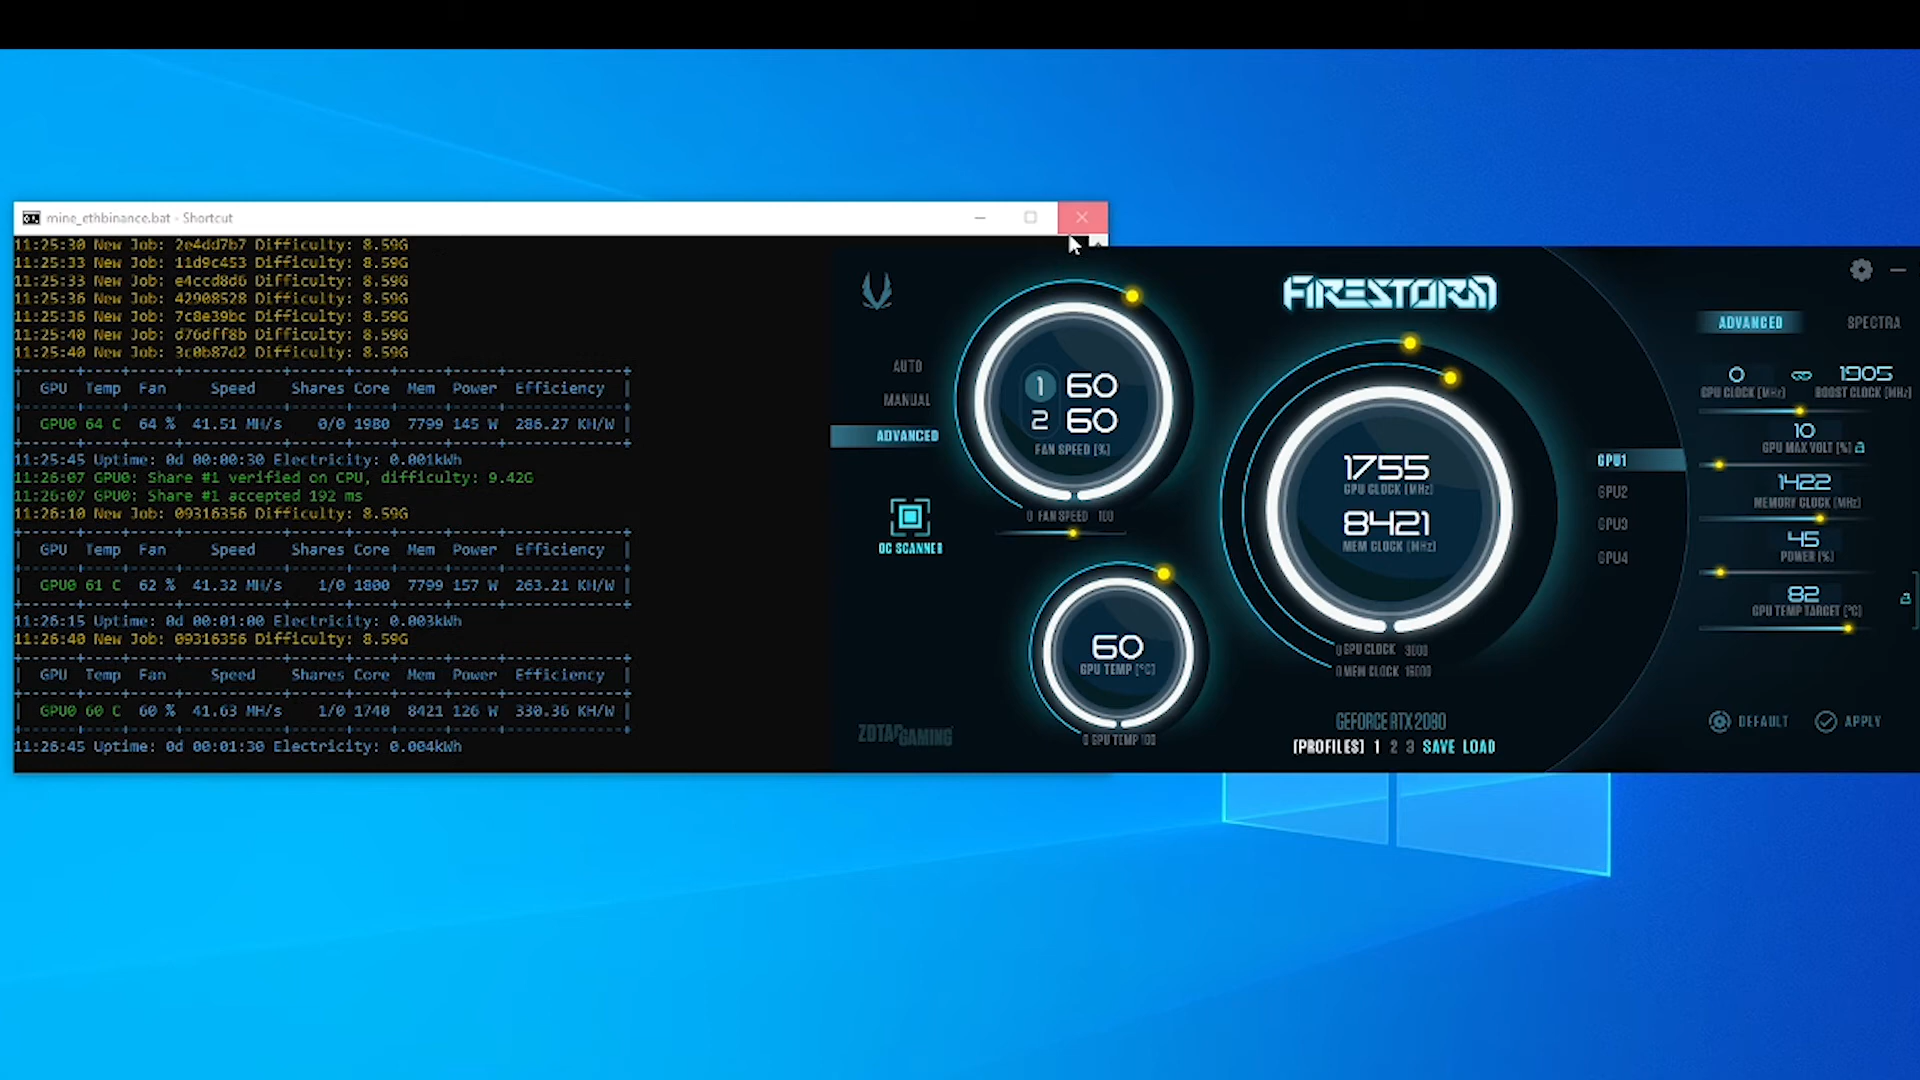 mine_ethbinance.bat - Shortcut
11:25:30 New Job: 2e4dd7b7 Difficulty: 8.59G
11:25:33 New Job: 11d9c453 Difficulty: 8.59G
11:25:33 New Job: e4ccd8d6 Difficulty: 8.59G
11:25:36 New Job: 42908528 Difficulty: 8.59G
11:25:36 New Job: 7c8e39bc Difficulty: 8.59G
11:25:40 New Job: d76dff8b Difficulty: 8.59G
11:25:40 New Job: 3c0b87d2 Difficulty: 8.59G
GPU Temp Fan Speed Shares Core Mem Power Efficiency
GPU0 64 C 64 % 41.51 MH/s 0/0 1980 7799 145 W 286.27 KH/W
11:25:45 Uptime: 0d 00:00:30 Electricity: 0.001kWh
11:26:07 GPU0: Share #1 verified on CPU, difficulty: 9.42G
11:26:07 GPU0: Share #1 accepted 192 ms
11:26:10 New Job: 09316356 Difficulty: 8.59G
GPU Temp Fan Speed Shares Core Mem Power Efficiency
GPU0 61 C 62 % 41.32 MH/s 1/0 1800 7799 157 W 263.21 KH/W
11:26:15 Uptime: 0d 00:01:00 Electricity: 0.003kWh
11:26:40 New Job: 09316356 Difficulty: 8.59G
GPU Temp Fan Speed Shares Core Mem Power Efficiency
GPU0 60 C 60 % 41.63 MH/s 1/0 1740 8421 126 W 330.36 KH/W
11:26:45 Uptime: 0d 00:01:30 Electricity: 0.004kWh
AUTO
MANUAL
ADVANCED
OC SCANNER
ZOTAC GAMING
1 60
2 60
FAN SPEED [%]
0 FAN SPEED 100
60
GPU TEMP [°C]
0 GPU TEMP 100
FIRESTORM
1755
GPU CLOCK [MHz]
8421
MEM CLOCK [MHz]
0 GPU CLOCK 3000
0 MEM CLOCK 16000
GEFORCE RTX 2080
[PROFILES] 1 2 3 SAVE LOAD
GPU1
GPU2
GPU3
GPU4
ADVANCED SPECTRA
0 1905
GPU CLOCK [MHz] BOOST CLOCK [MHz]
10
GPU MAX VOLT [%]
1422
MEMORY CLOCK [MHz]
45
POWER [%]
82
GPU TEMP TARGET [°C]
DEFAULT APPLY